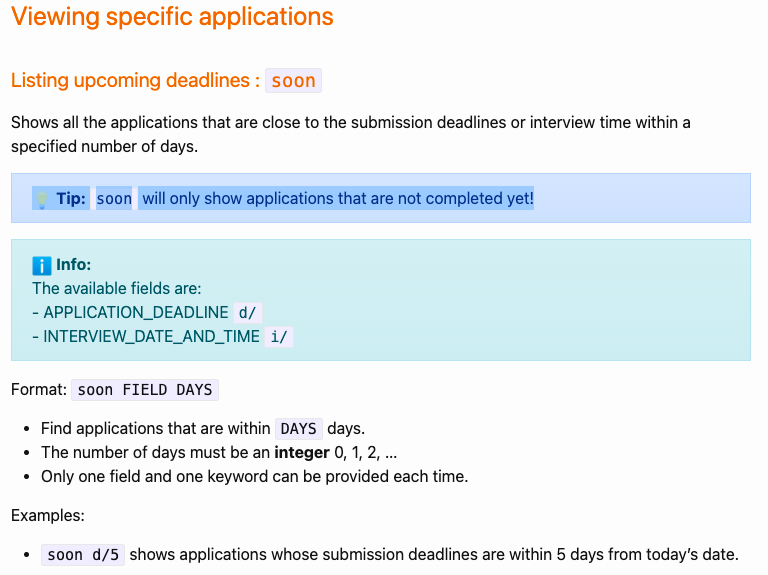 Viewing specific applications
Listing upcoming deadlines : soon
Shows all the applications that are close to the submission deadlines or interview time within a
specified number of days.
💡 Tip: soon will only show applications that are not completed yet!
ℹ️ Info:
The available fields are:
- APPLICATION_DEADLINE d/
- INTERVIEW_DATE_AND_TIME i/
Format: soon FIELD DAYS
• Find applications that are within DAYS days.
• The number of days must be an integer 0, 1, 2, ...
• Only one field and one keyword can be provided each time.
Examples:
• soon d/5 shows applications whose submission deadlines are within 5 days from today’s date.